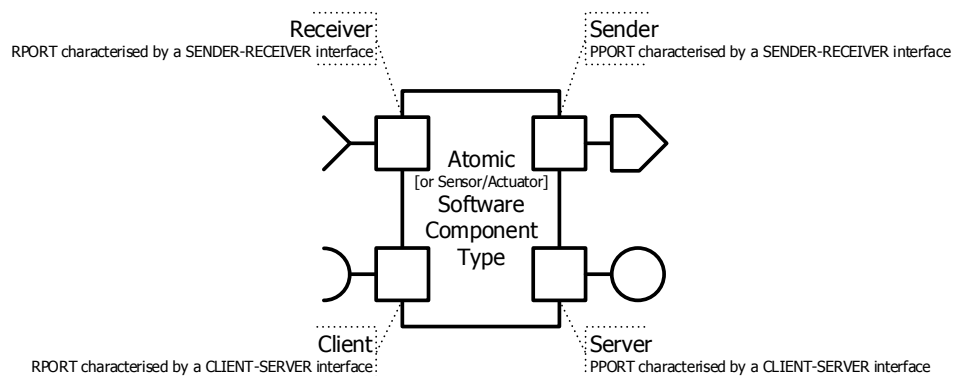 Receiver
RPORT characterised by a SENDER-RECEIVER interface
Sender
PPORT characterised by a SENDER-RECEIVER interface
Atomic
[or Sensor/Actuator]
Software
Component
Type
Client
RPORT characterised by a CLIENT-SERVER interface
Server
PPORT characterised by a CLIENT-SERVER interface